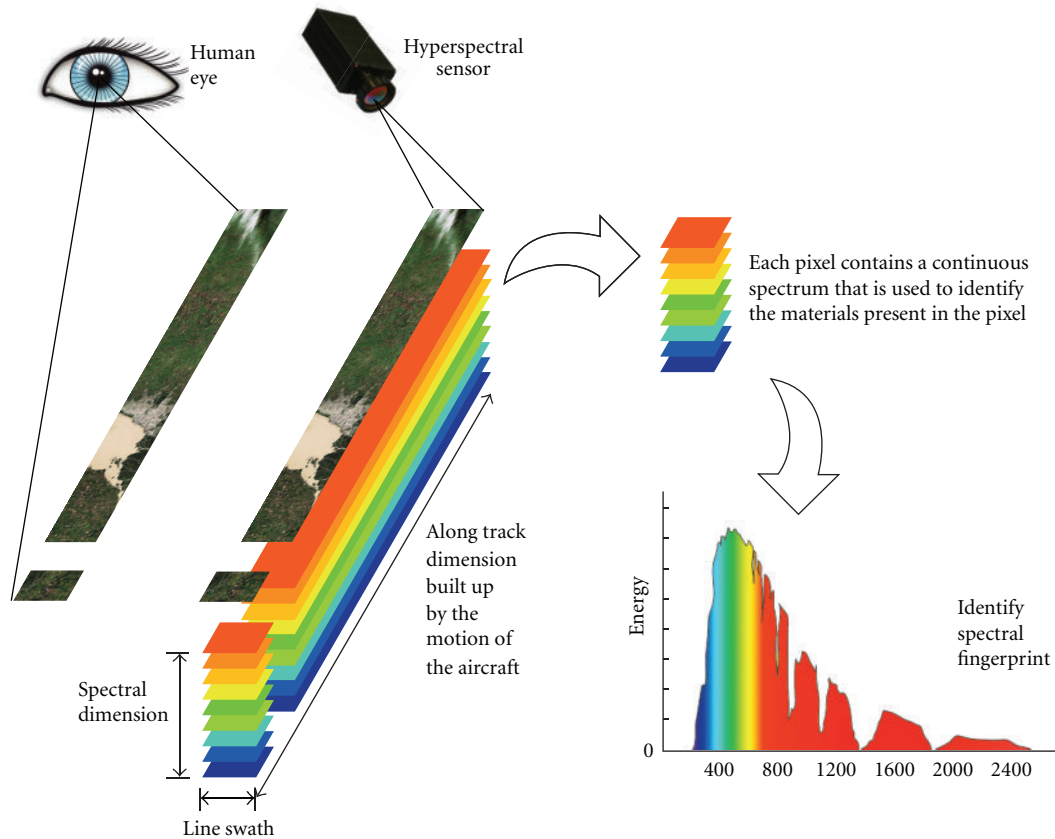 Human
eye
Hyperspectral
sensor
Each pixel contains a continuous
spectrum that is used to identify
the materials present in the pixel
Along track
dimension
built up
by the
motion of
the aircraft
Spectral
dimension
Line swath
Energy
Identify
spectral
fingerprint
0
400 800 1200 1600 2000 2400